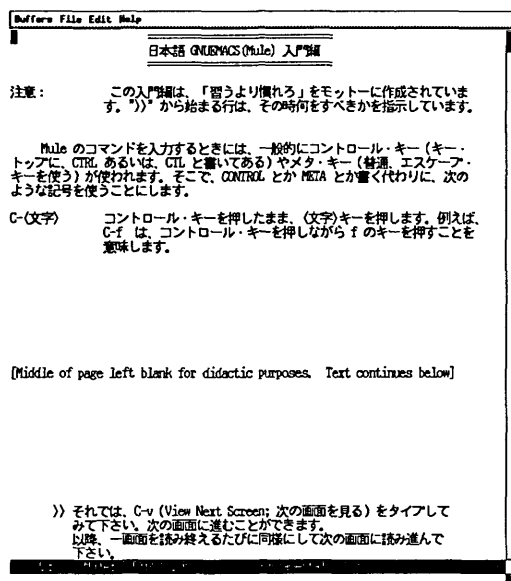 Buffers File Edit Help
日本語 GNUEMACS(Mule) 入門編
注意： この入門編は、「習うより慣れろ」をモットーに作成されていま
す。">>" から始まる行は、その時何をすべきかを指示しています。
Mule のコマンドを入力するときには、一般的にコントロール・キー（キー・
トップに、CTRL あるいは、CTL と書いてある）やメタ・キー（普通、エスケープ・
キーを使う）が使われます。そこで、CONTROL とか META とか書く代わりに、次の
ような記号を使うことにします。
C-<文字> コントロール・キーを押したまま、<文字>キーを押します。例えば、
C-f は、コントロール・キーを押しながら f のキーを押すことを
意味します。
[Middle of page left blank for didactic purposes. Text continues below]
>> それでは、C-v (View Next Screen; 次の画面を見る) をタイプして
みて下さい。次の画面に進むことができます。
以降、一画面を読み終えるたびに同様にして次の画面に読み進んで
下さい。